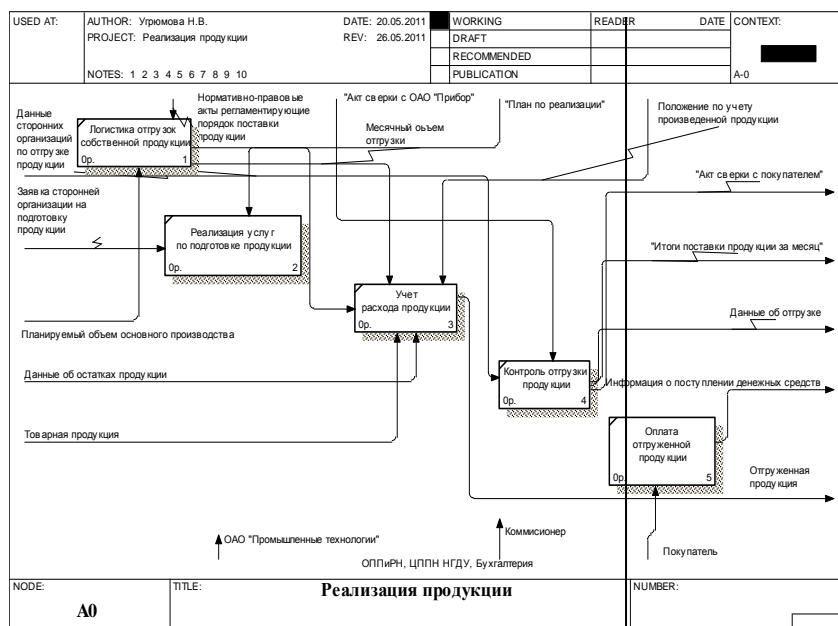 USED AT:
AUTHOR: Угрюмова Н.В.
DATE: 20.05.2011
WORKING
READER
DATE
CONTEXT:
PROJECT: Реализация продукции
REV: 26.05.2011
DRAFT
RECOMMENDED
NOTES: 1 2 3 4 5 6 7 8 9 10
PUBLICATION
A-0
Данные
сторонних
организаций
по отгрузке
продукции
Логистика отгрузок
собственной продукции
0р.
1
Нормативно-правовые
акты регламентирующие
порядок поставки
продукции
"Акт сверки с ОАО "Прибор"
Месячный оьем
отгрузки
"План по реализации"
Положение по учету
произведенной продукции
"Акт сверки с покупателем"
Заявка сторонней
организации на
подготовку
продукции
Реализация услуг
по подготовке продукции
0р.
2
"Итоги поставки продукции за месяц"
Учет
расхода продукции
0р.
3
Данные об отгрузке
Планируемый объем основного производства
Данные об остатках продукции
Контроль отгрузки
продукции
0р.
4
Информация о поступлении денежных средств
Товарная продукция
Оплата
отгруженной
продукции
0р.
5
Отгруженная
продукция
ОАО "Промышленные технологии"
Коммисионер
ОППиРН, ЦППН НГДУ, Бухгалтерия
Покупатель
NODE:
TITLE:
Реализация продукции
NUMBER:
A0